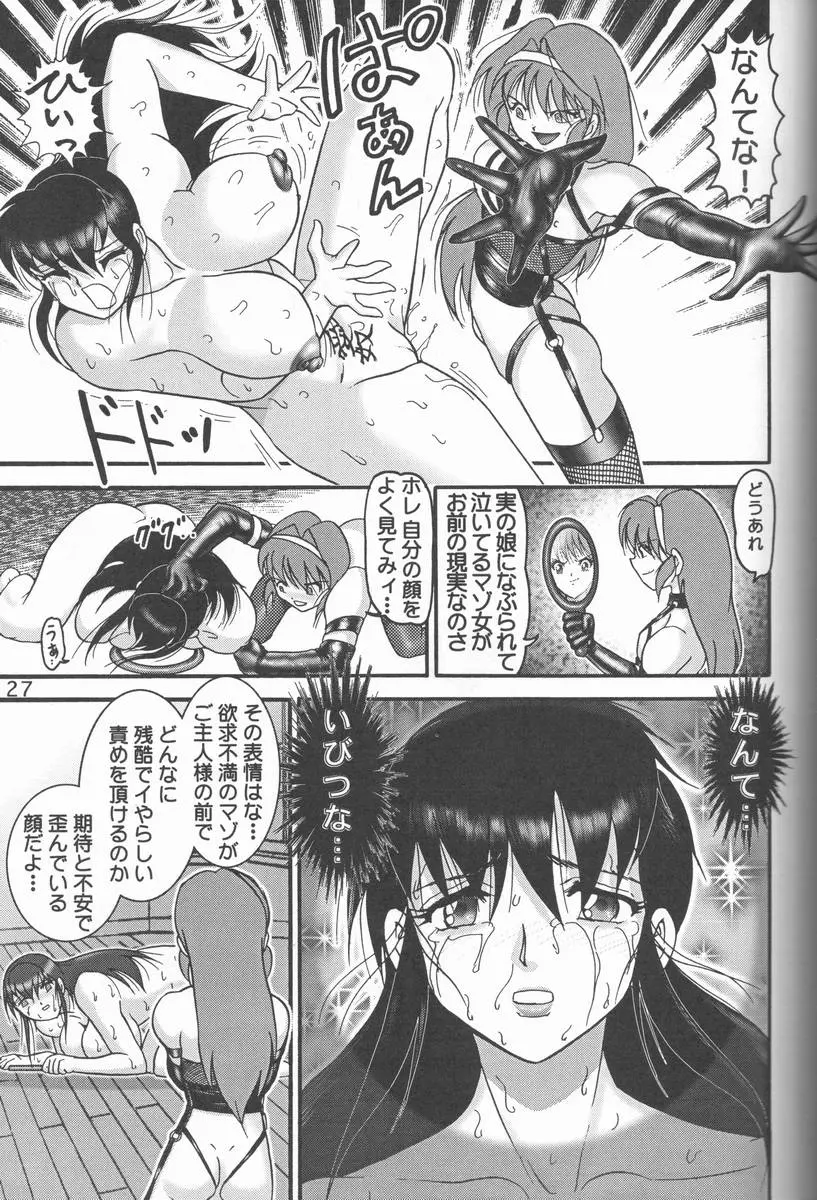 なんてな!
ぱあん
ひぃっ
ドドッ
どうあれ
実の娘になぶられて
泣いてるマゾ女が
お前の現実なのさ
ホレ自分の顔を
よく見てみィ…
グググ
うあ…
27
なんて…
いびつな…
その表情はな…
欲求不満のマゾが
ご主人様の前で
どんなに
残酷でイやらしい
責めを頂けるのか
期待と不安で
歪んでいる
顔だよ…